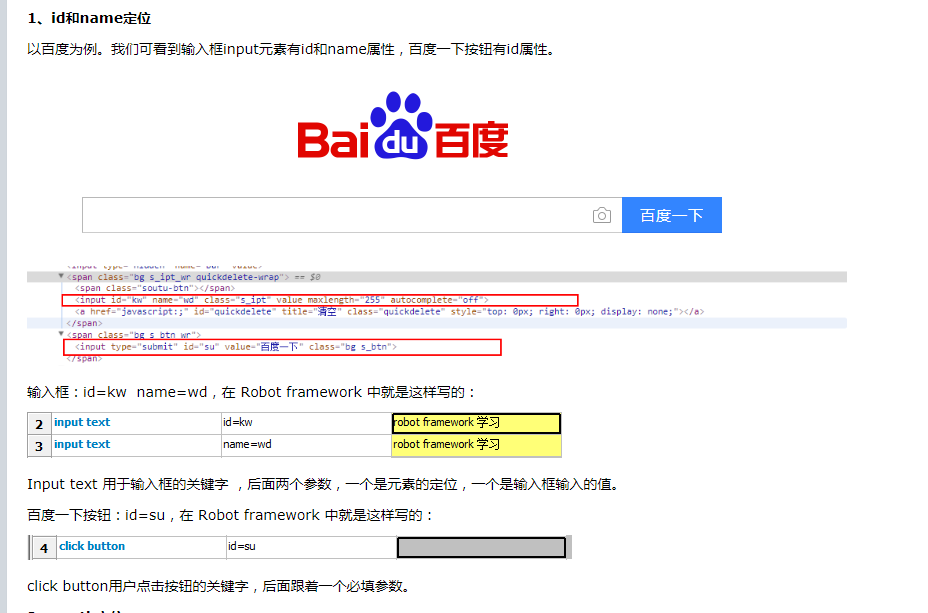 1、id和name定位
以百度为例。我们可看到输入框input元素有id和name属性，百度一下按钮有id属性。
Bai du 百度
百度一下
<input type="hidden" name="bar" value>
▼<span class="bg s_ipt_wr quickdelete-wrap"> == $0
<span class="soutu-btn"></span>
<input id="kw" name="wd" class="s_ipt" value maxlength="255" autocomplete="off">
<a href="javascript:;" id="quickdelete" title="清空" class="quickdelete" style="top: 0px; right: 0px; display: none;"></a>
</span>
▼<span class="bg s_btn_wr">
<input type="submit" id="su" value="百度一下" class="bg s_btn">
</span>
输入框：id=kw  name=wd，在 Robot framework 中就是这样写的：
2 input text id=kw robot framework 学习
3 input text name=wd robot framework 学习
Input text 用于输入框的关键字 ，后面两个参数，一个是元素的定位，一个是输入框输入的值。
百度一下按钮：id=su，在 Robot framework 中就是这样写的：
4 click button id=su
click button用户点击按钮的关键字，后面跟着一个必填参数。